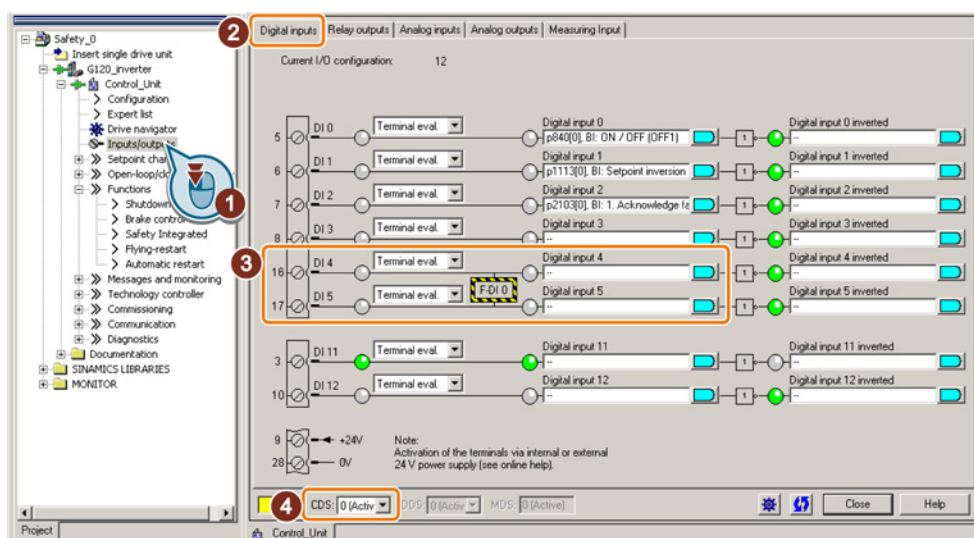 Safety_0
Insert single drive unit
G120_inverter
Control_Unit
Configuration
Expert list
Drive navigator
Inputs/outputs
Setpoint chan
Open-loop/clo
Functions
Shutdown
Brake control
Safety Integrated
Flying-restart
Automatic restart
Messages and monitoring
Technology controller
Commissioning
Communication
Diagnostics
Documentation
SINAMICS LIBRARIES
MONITOR
Project
1
2
Digital inputs Relay outputs Analog inputs Analog outputs Measuring Input
Current I/O configuration: 12
Digital input 0 Digital input 0 inverted
5 DI 0 Terminal eval. p840[0], BI: ON / OFF (OFF1) 1 --
Digital input 1 Digital input 1 inverted
6 DI 1 Terminal eval. p1113[0], BI: Setpoint inversion 1 --
Digital input 2 Digital input 2 inverted
7 DI 2 Terminal eval. p2103[0], BI: 1. Acknowledge fa 1 --
Digital input 3 Digital input 3 inverted
8 DI 3 Terminal eval. -- 1 --
3
Digital input 4 Digital input 4 inverted
16 DI 4 Terminal eval. -- 1 --
F-DI 0
Digital input 5 Digital input 5 inverted
17 DI 5 Terminal eval. -- 1 --
Digital input 11 Digital input 11 inverted
3 DI 11 Terminal eval. -- 1 --
Digital input 12 Digital input 12 inverted
10 DI 12 Terminal eval. -- 1 --
9 +24V Note:
Activation of the terminals via internal or external
28 0V 24 V power supply (see online help).
4 CDS: 0 (Activ DDS: 0 (Activ MDS: 0 (Active) Close Help
Control_Unit